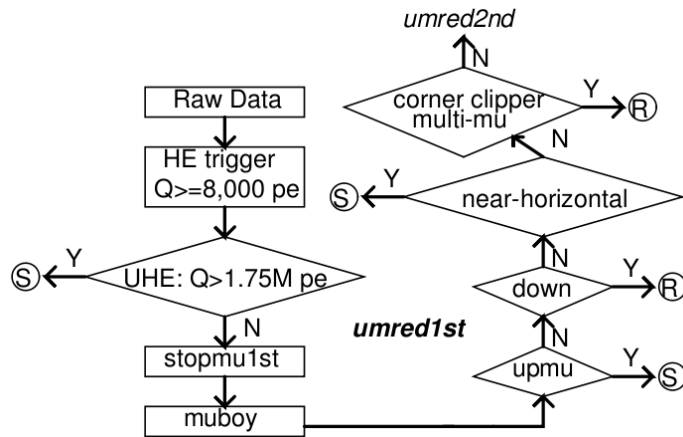 Raw Data
HE trigger
Q>=8,000 pe
UHE: Q>1.75M pe
Y
S
N
stopmu1st
muboy
umred1st
upmu
Y
S
N
down
Y
R
N
near-horizontal
Y
S
N
corner clipper
multi-mu
Y
R
N
umred2nd